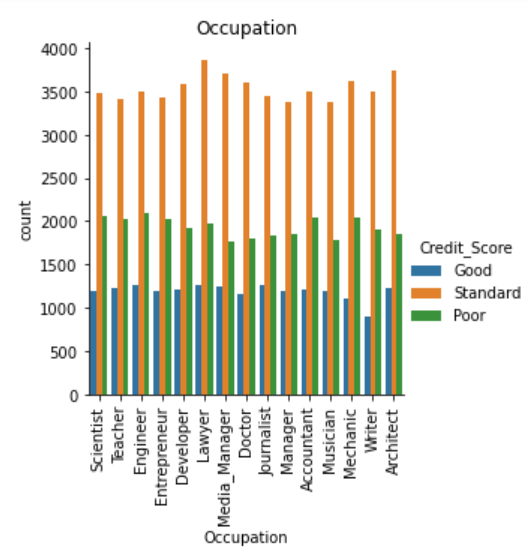 Occupation
4000
3500
3000
2500
2000
1500
1000
500
0
count
Credit_Score
Good
Standard
Poor
Scientist
Teacher
Engineer
Entrepreneur
Developer
Lawyer
Media_Manager
Doctor
Journalist
Manager
Accountant
Musician
Mechanic
Writer
Architect
Occupation